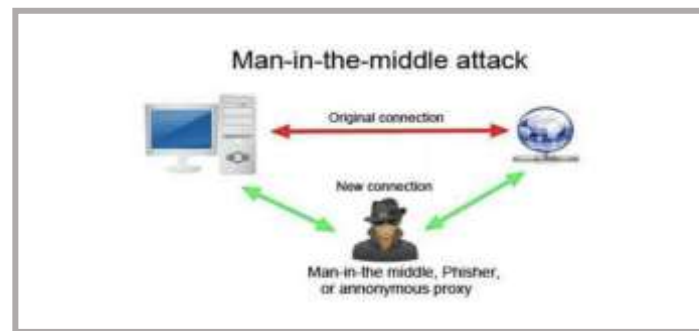 Man-in-the-middle attack
Original connection
New connection
Man-in-the middle, Phisher,
or annonymous proxy